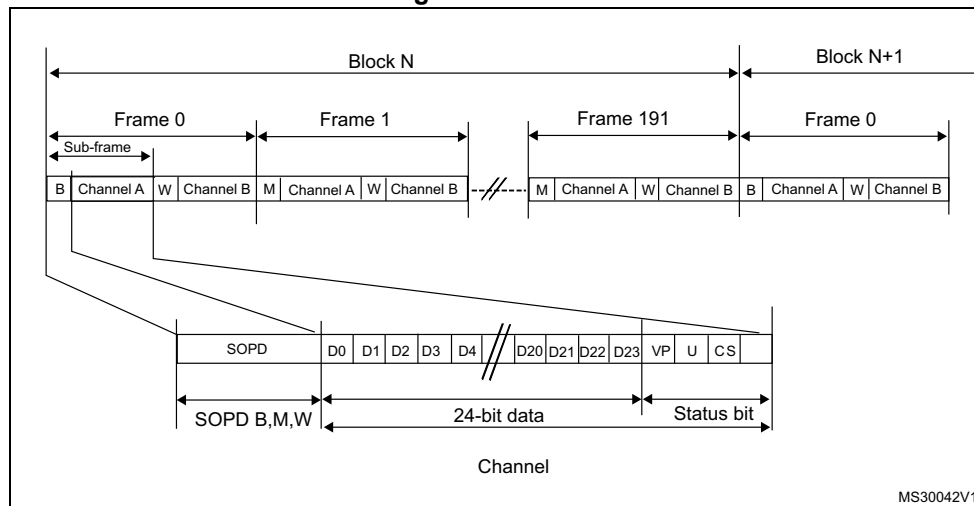 Block N Block N+1
Frame 0 Frame 1 Frame 191 Frame 0
Sub-frame
B Channel A W Channel B M Channel A W Channel B M Channel A W Channel B B Channel A W Channel B
SOPD D0 D1 D2 D3 D4 D20 D21 D22 D23 VP U CS
SOPD B,M,W 24-bit data Status bit
Channel
MS30042V1